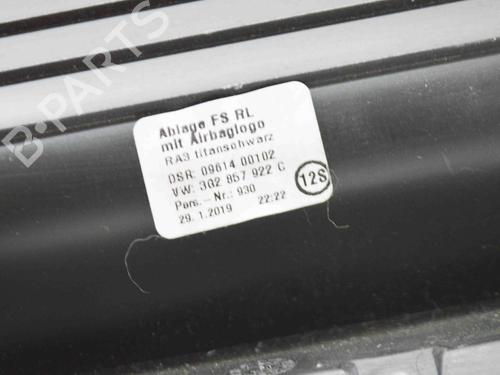 B-PARTS
Ablage FS RL
mit Airbaglogo
RA3 titanschwarz
DSR: 09614 00102
VW: 3Q2 857 922 C
Pers.-Nr.: 930
29.1.2019 22:22
12S